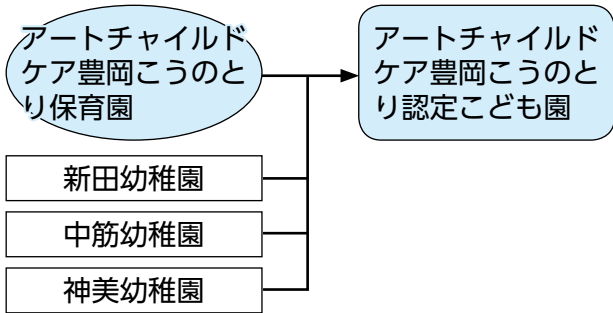 アートチャイルド
ケア豊岡こうのと
り保育園
アートチャイルド
ケア豊岡こうのと
り認定こども園
新田幼稚園
中筋幼稚園
神美幼稚園